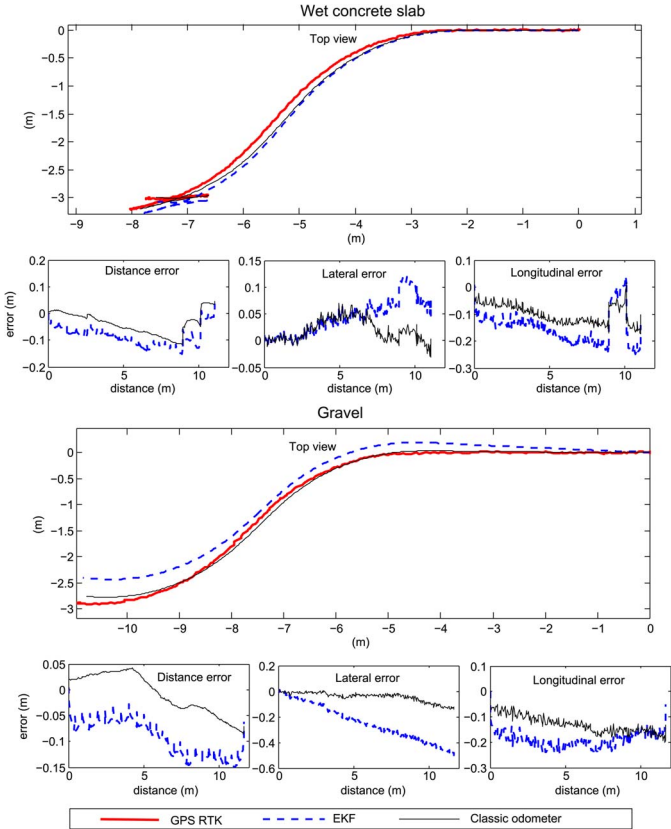 Wet concrete slab
Top view
0
−0.5
−1
−1.5
−2
−2.5
−3
(m)
−9 −8 −7 −6 −5 −4 −3 −2 −1 0 1
(m)
Distance error
0.2
0.1
0
−0.1
−0.2
error (m)
0 5 10
distance (m)
Lateral error
0.15
0.1
0.05
0
0.05
0 5 10
distance (m)
Longitudinal error
0.1
0
−0.1
−0.2
−0.3
0 5 10
distance (m)
Gravel
Top view
0
−0.5
−1
−1.5
−2
−2.5
−3
(m)
−10 −9 −8 −7 −6 −5 −4 −3 −2 −1 0
(m)
Distance error
0.05
0
−0.05
−0.1
−0.15
error (m)
0 5 10
distance (m)
Lateral error
0.2
0
−0.2
−0.4
−0.6
0 5 10
distance (m)
Longitudinal error
0.1
0
−0.1
−0.2
−0.3
0 5 10
distance (m)
GPS RTK EKF Classic odometer